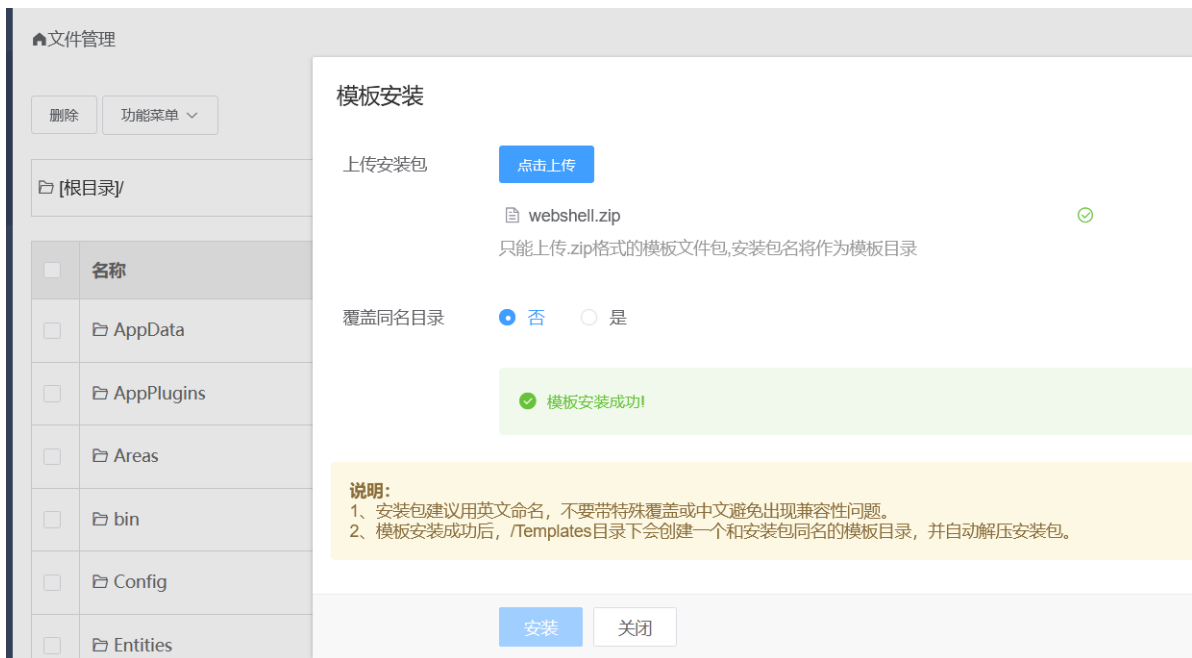 文件管理
模板安装
删除
功能菜单
上传安装包
点击上传
[根目录]/
webshell.zip
只能上传.zip格式的模板文件包,安装包名将作为模板目录
名称
覆盖同名目录
否
是
AppData
AppPlugins
模板安装成功!
Areas
bin
说明:
1、安装包建议用英文命名，不要带特殊覆盖或中文避免出现兼容性问题。
2、模板安装成功后，/Templates目录下会创建一个和安装包同名的模板目录，并自动解压安装包。
Config
Entities
安装
关闭